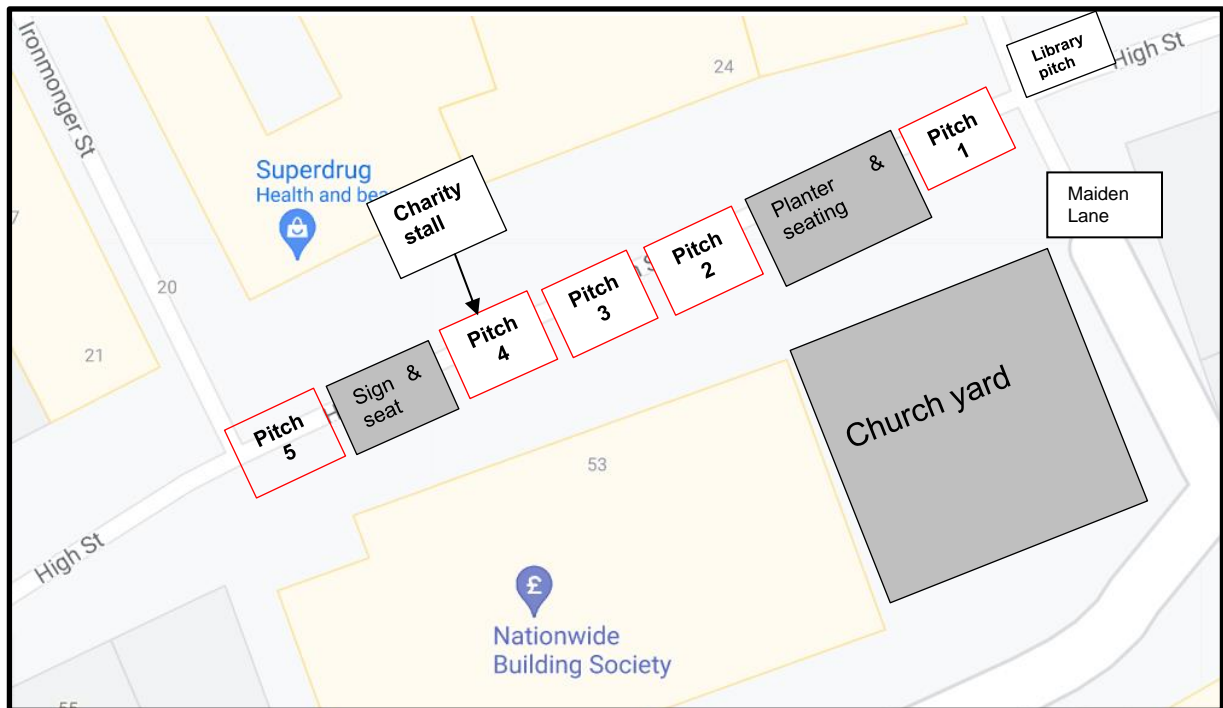 Ironmonger St
Library
pitch
High St
24
Pitch
1
Planter &
seating
Superdrug
Health and bea
Charity
stall
Maiden
Lane
Pitch
2
Pitch
3
Pitch
4
20
21
Sign &
seat
Pitch
5
Church yard
53
High St
£
Nationwide
Building Society